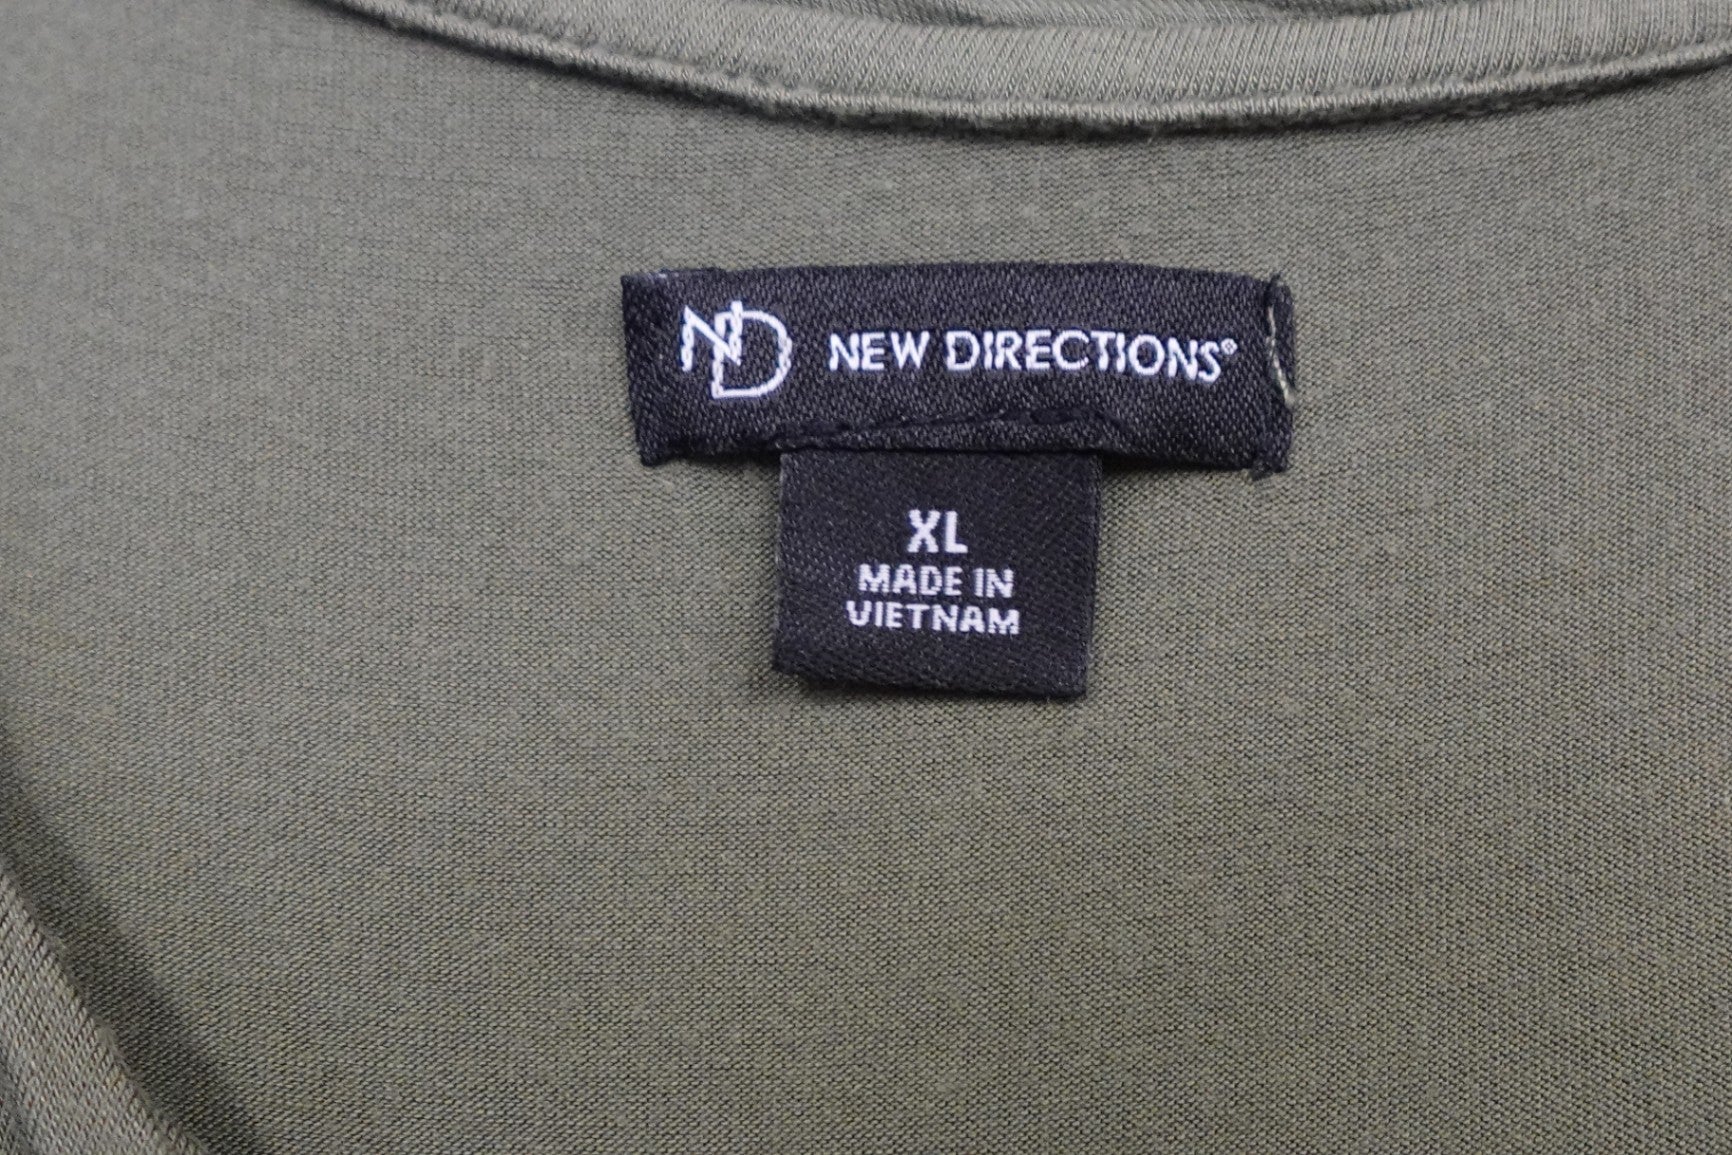 ND NEW DIRECTIONS®
XL
MADE IN
VIETNAM